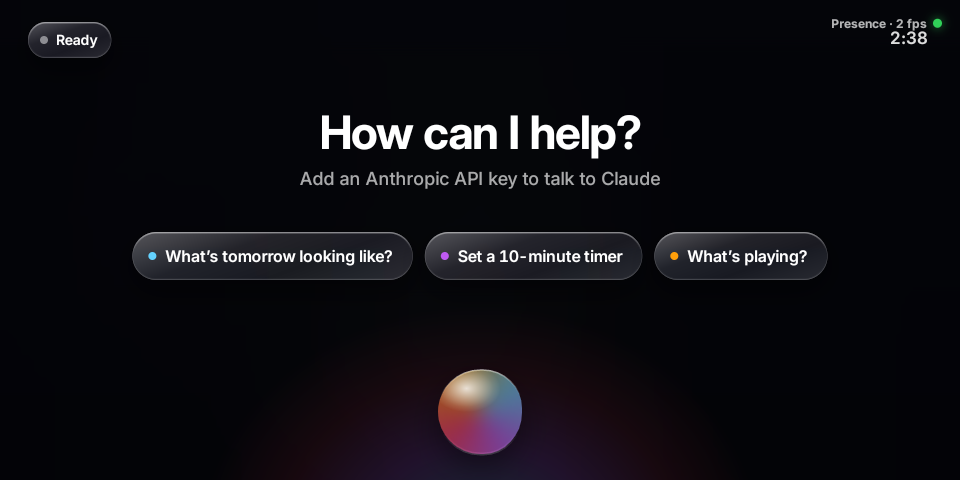 Ready
Presence · 2 fps
2:38
How can I help?
Add an Anthropic API key to talk to Claude
What’s tomorrow looking like?
Set a 10-minute timer
What’s playing?